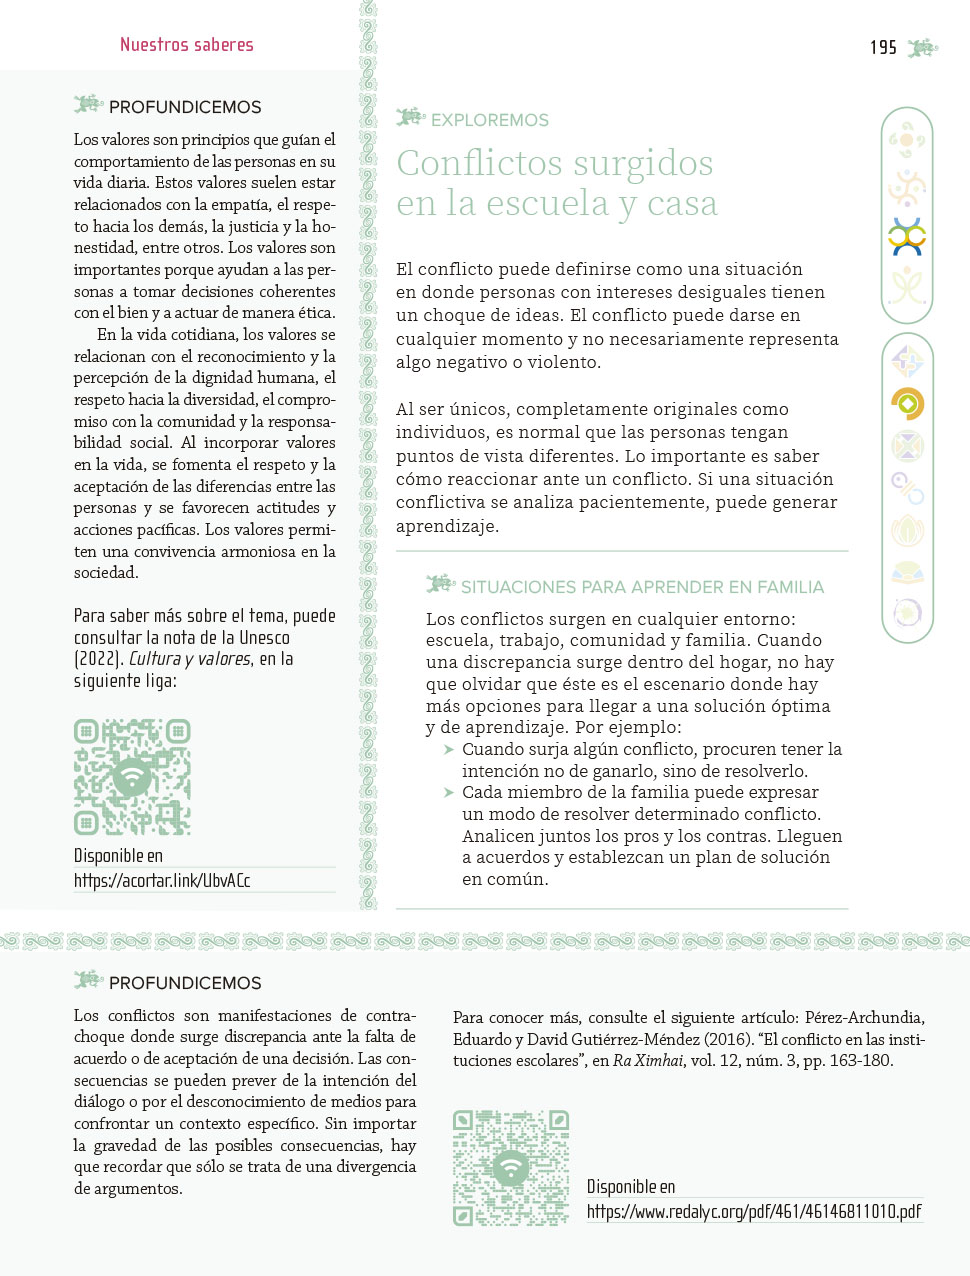 Nuestros saberes
195
PROFUNDICEMOS
Los valores son principios que guían el
comportamiento de las personas en su
vida diaria. Estos valores suelen estar
relacionados con la empatía, el respe-
to hacia los demás, la justicia y la ho-
nestidad, entre otros. Los valores son
importantes porque ayudan a las per-
sonas a tomar decisiones coherentes
con el bien y a actuar de manera ética.
En la vida cotidiana, los valores se
relacionan con el reconocimiento y la
percepción de la dignidad humana, el
respeto hacia la diversidad, el compro-
miso con la comunidad y la responsa-
bilidad social. Al incorporar valores
en la vida, se fomenta el respeto y la
aceptación de las diferencias entre las
personas y se favorecen actitudes y
acciones pacíficas. Los valores permi-
ten una convivencia armoniosa en la
sociedad.
Para saber más sobre el tema, puede
consultar la nota de la Unesco
(2022). Cultura y valores, en la
siguiente liga:
Disponible en
https://acortar.link/UbvACc
EXPLOREMOS
Conflictos surgidos
en la escuela y casa
El conflicto puede definirse como una situación
en donde personas con intereses desiguales tienen
un choque de ideas. El conflicto puede darse en
cualquier momento y no necesariamente representa
algo negativo o violento.
Al ser únicos, completamente originales como
individuos, es normal que las personas tengan
puntos de vista diferentes. Lo importante es saber
cómo reaccionar ante un conflicto. Si una situación
conflictiva se analiza pacientemente, puede generar
aprendizaje.
SITUACIONES PARA APRENDER EN FAMILIA
Los conflictos surgen en cualquier entorno:
escuela, trabajo, comunidad y familia. Cuando
una discrepancia surge dentro del hogar, no hay
que olvidar que éste es el escenario donde hay
más opciones para llegar a una solución óptima
y de aprendizaje. Por ejemplo:
➤ Cuando surja algún conflicto, procuren tener la
intención no de ganarlo, sino de resolverlo.
➤ Cada miembro de la familia puede expresar
un modo de resolver determinado conflicto.
Analicen juntos los pros y los contras. Lleguen
a acuerdos y establezcan un plan de solución
en común.
PROFUNDICEMOS
Los conflictos son manifestaciones de contra-
choque donde surge discrepancia ante la falta de
acuerdo o de aceptación de una decisión. Las con-
secuencias se pueden prever de la intención del
diálogo o por el desconocimiento de medios para
confrontar un contexto específico. Sin importar
la gravedad de las posibles consecuencias, hay
que recordar que sólo se trata de una divergencia
de argumentos.
Para conocer más, consulte el siguiente artículo: Pérez-Archundia,
Eduardo y David Gutiérrez-Méndez (2016). “El conflicto en las insti-
tuciones escolares”, en Ra Ximhai, vol. 12, núm. 3, pp. 163-180.
Disponible en
https://www.redalyc.org/pdf/461/46146811010.pdf